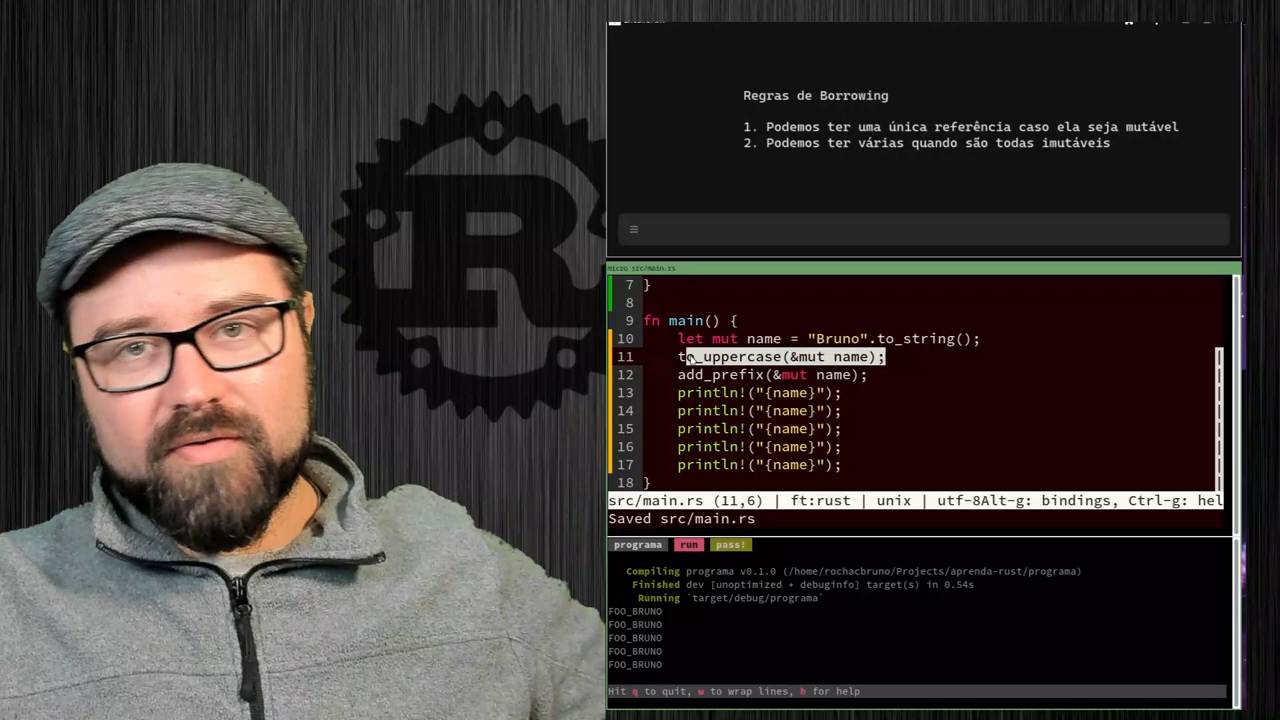 Regras de Borrowing
1. Podemos ter uma única referência caso ela seja mutável
2. Podemos ter várias quando são todas imutáveis
≡
micro src/main.rs
7 }
8
9 fn main() {
10 let mut name = "Bruno".to_string();
11 to_uppercase(&mut name);
12 add_prefix(&mut name);
13 println!("{name}");
14 println!("{name}");
15 println!("{name}");
16 println!("{name}");
17 println!("{name}");
18 }
src/main.rs (11,6) | ft:rust | unix | utf-8Alt-g: bindings, Ctrl-g: hel
Saved src/main.rs
programa run pass!
Compiling programa v0.1.0 (/home/rochacbruno/Projects/aprenda-rust/programa)
Finished dev [unoptimized + debuginfo] target(s) in 0.54s
Running `target/debug/programa`
FOO_BRUNO
FOO_BRUNO
FOO_BRUNO
FOO_BRUNO
FOO_BRUNO
Hit q to quit, w to wrap lines, h for help
R